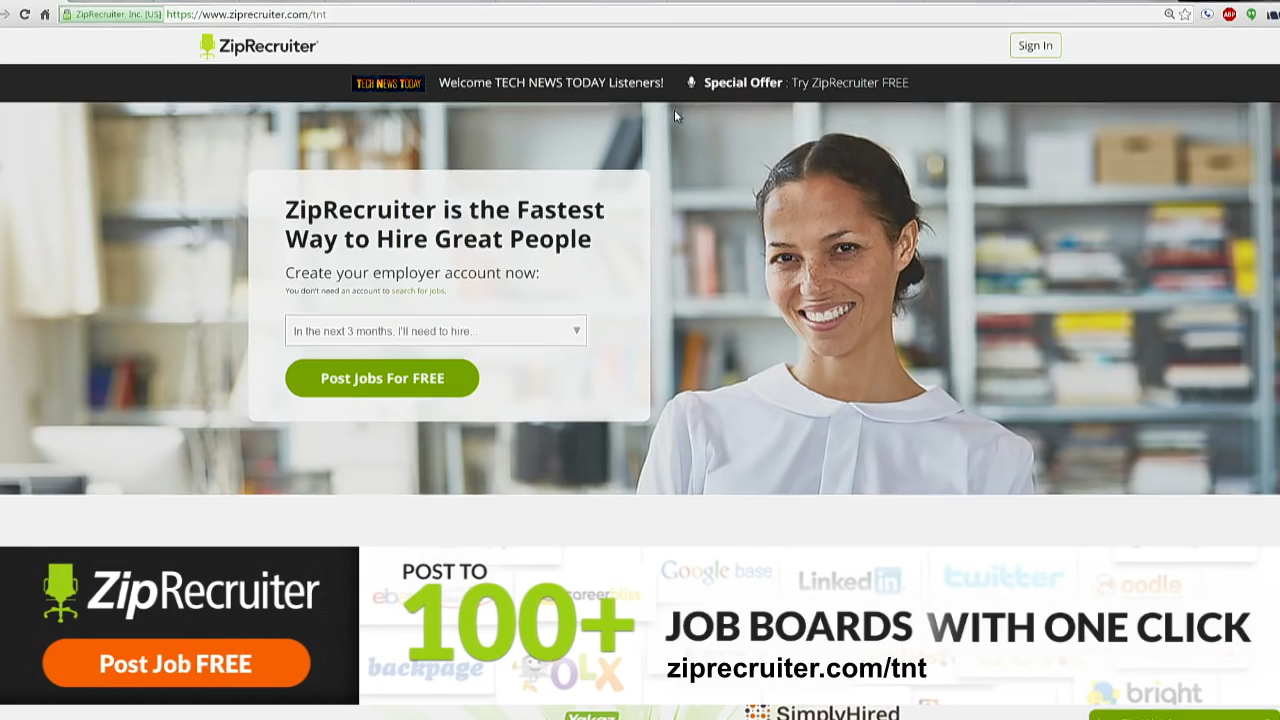 ZipRecruiter, Inc. [US]
https://www.ziprecruiter.com/tnt
ABP
ZipRecruiter
Sign In
TECH NEWS TODAY
Welcome TECH NEWS TODAY Listeners!
Special Offer : Try ZipRecruiter FREE
ZipRecruiter is the Fastest
Way to Hire Great People
Create your employer account now:
You don't need an account to search for jobs.
In the next 3 months, I'll need to hire...
Post Jobs For FREE
ZipRecruiter
Post Job FREE
POST TO
100+
JOB BOARDS WITH ONE CLICK
ziprecruiter.com/tnt
Google base
LinkedIn
twitter
oodle
backpage
OLX
bright
SimplyHired